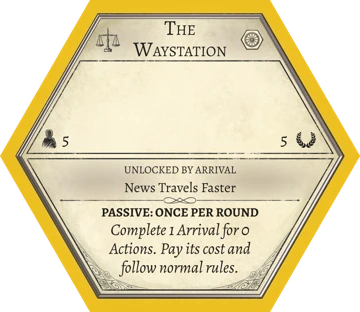 The
Waystation
5 5
UNLOCKED BY ARRIVAL
News Travels Faster
PASSIVE: ONCE PER ROUND
Complete 1 Arrival for 0
Actions. Pay its cost and
follow normal rules.